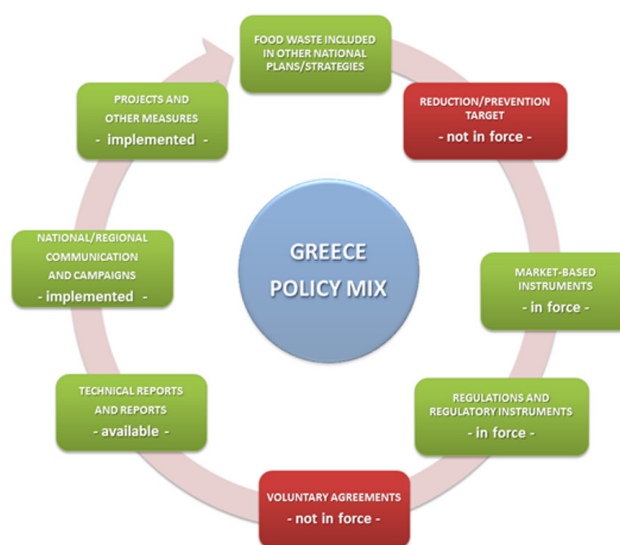 FOOD WASTE INCLUDED
IN OTHER NATIONAL
PLANS/STRATEGIES
REDUCTION/PREVENTION
TARGET
- not in force -
MARKET-BASED
INSTRUMENTS
- in force -
REGULATIONS AND
REGULATORY INSTRUMENTS
- in force -
VOLUNTARY AGREEMENTS
- not in force -
TECHNICAL REPORTS
AND REPORTS
- available -
NATIONAL/REGIONAL
COMMUNICATION
AND CAMPAIGNS
- implemented -
PROJECTS AND
OTHER MEASURES
- implemented -
GREECE
POLICY MIX